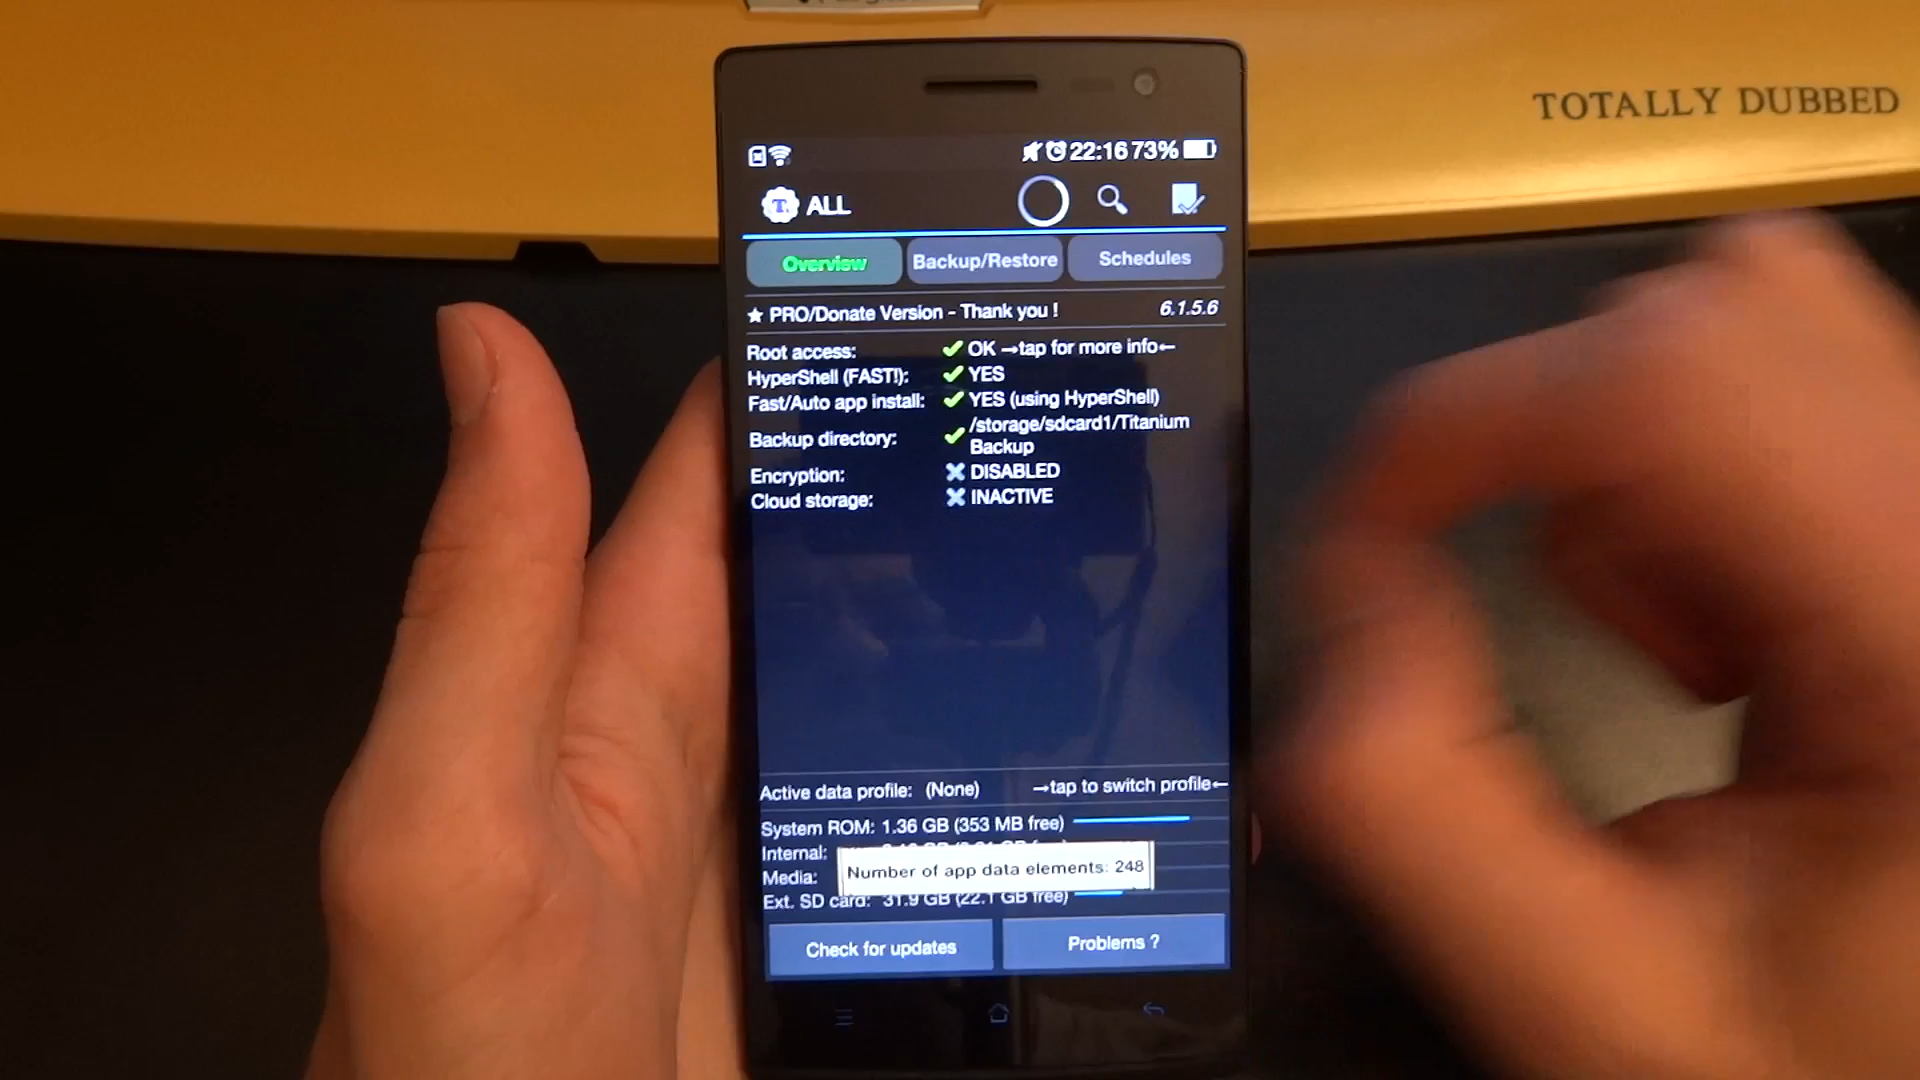 TOTALLY DUBBED
22:16 73%
T. ALL
Overview Backup/Restore Schedules
PRO/Donate Version - Thank you ! 6.1.5.6
Root access: OK →tap for more info←
HyperShell (FAST!): YES
Fast/Auto app install: YES (using HyperShell)
Backup directory: /storage/sdcard1/Titanium
Backup
Encryption: DISABLED
Cloud storage: INACTIVE
Active data profile: (None) →tap to switch profile←
System ROM: 1.36 GB (353 MB free)
Internal:
Number of app data elements: 248
Media:
Ext. SD card: 31.9 GB (22.1 GB free)
Check for updates Problems ?